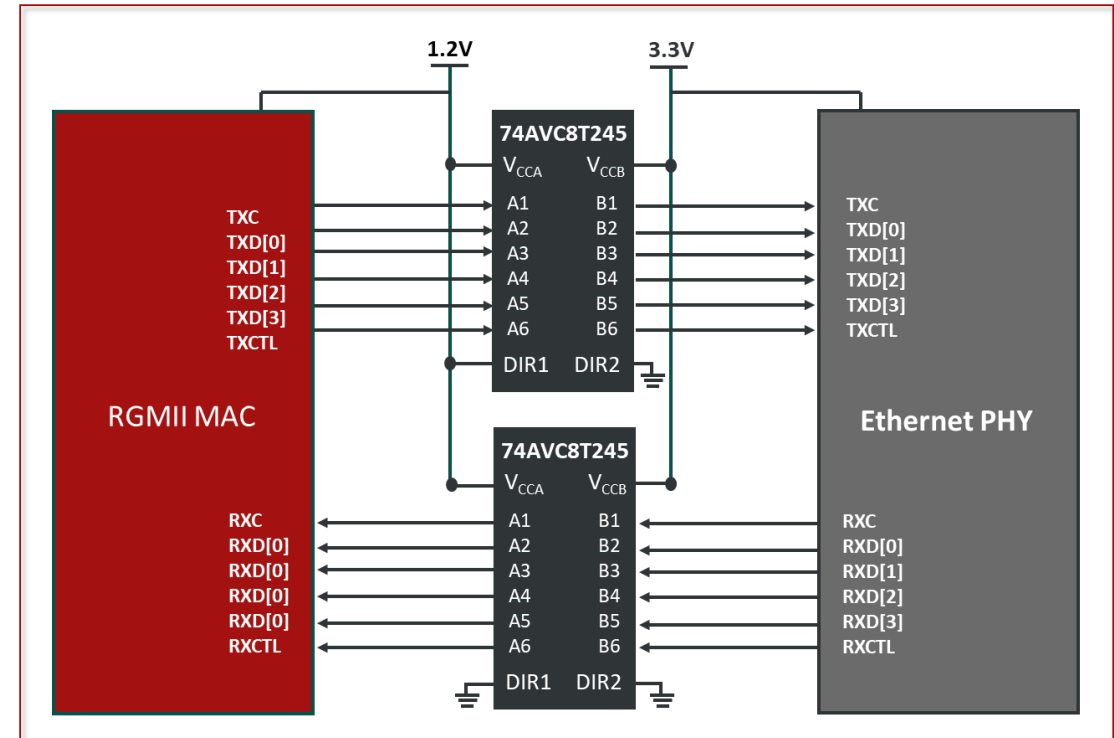 1.2V
3.3V
74AVC8T245
VCCA VCCB
A1 B1
A2 B2
A3 B3
A4 B4
A5 B5
A6 B6
DIR1 DIR2
TXC
TXD[0]
TXD[1]
TXD[2]
TXD[3]
TXCTL
TXC
TXD[0]
TXD[1]
TXD[2]
TXD[3]
TXCTL
RGMII MAC
Ethernet PHY
74AVC8T245
VCCA VCCB
A1 B1
A2 B2
A3 B3
A4 B4
A5 B5
A6 B6
DIR1 DIR2
RXC
RXD[0]
RXD[0]
RXD[0]
RXD[0]
RXCTL
RXC
RXD[0]
RXD[1]
RXD[2]
RXD[3]
RXCTL